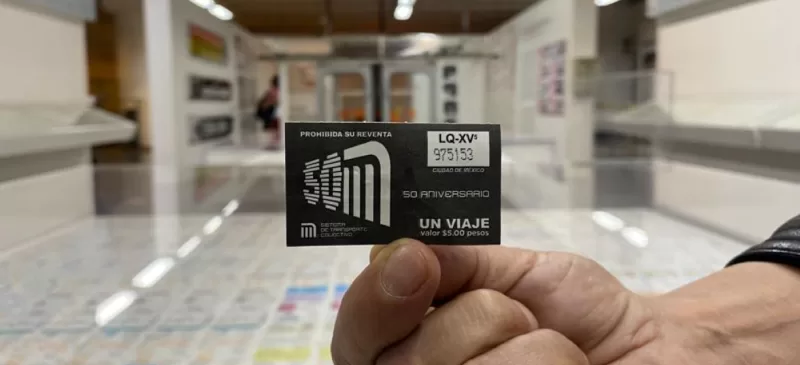 PROHIBIDA SU REVENTA
LQ-XV⁵
975153
CIUDAD DE MÉXICO
50
50 ANIVERSARIO
SISTEMA
DE TRANSPORTE
COLECTIVO
UN VIAJE
valor $5.00 pesos